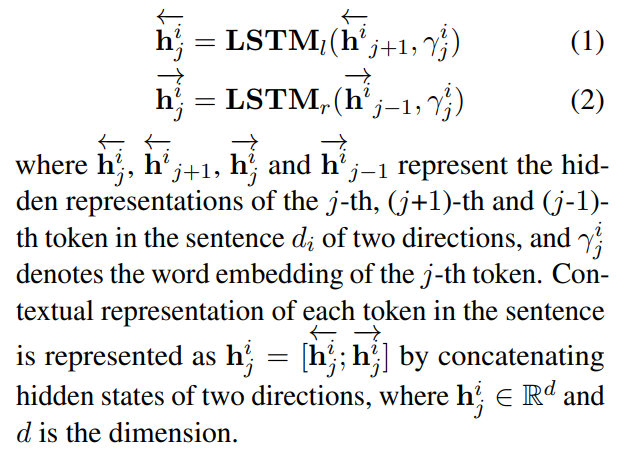 $\overleftarrow{\mathbf{h}_j^i} = \mathbf{LSTM}_l(\overleftarrow{\mathbf{h}^i}_{j+1}, \gamma_j^i)$ (1)
$\overrightarrow{\mathbf{h}_j^i} = \mathbf{LSTM}_r(\overrightarrow{\mathbf{h}^i}_{j-1}, \gamma_j^i)$ (2)
where $\overleftarrow{\mathbf{h}_j^i}$, $\overleftarrow{\mathbf{h}^i}_{j+1}$, $\overrightarrow{\mathbf{h}_j^i}$ and $\overrightarrow{\mathbf{h}^i}_{j-1}$ represent the hid-
den representations of the $j$-th, ($j$+1)-th and ($j$-1)-
th token in the sentence $d_i$ of two directions, and $\gamma_j^i$
denotes the word embedding of the $j$-th token. Con-
textual representation of each token in the sentence
is represented as $\mathbf{h}_j^i = [\overleftarrow{\mathbf{h}_j^i}; \overrightarrow{\mathbf{h}_j^i}]$ by concatenating
hidden states of two directions, where $\mathbf{h}_j^i \in \mathbb{R}^d$ and
$d$ is the dimension.